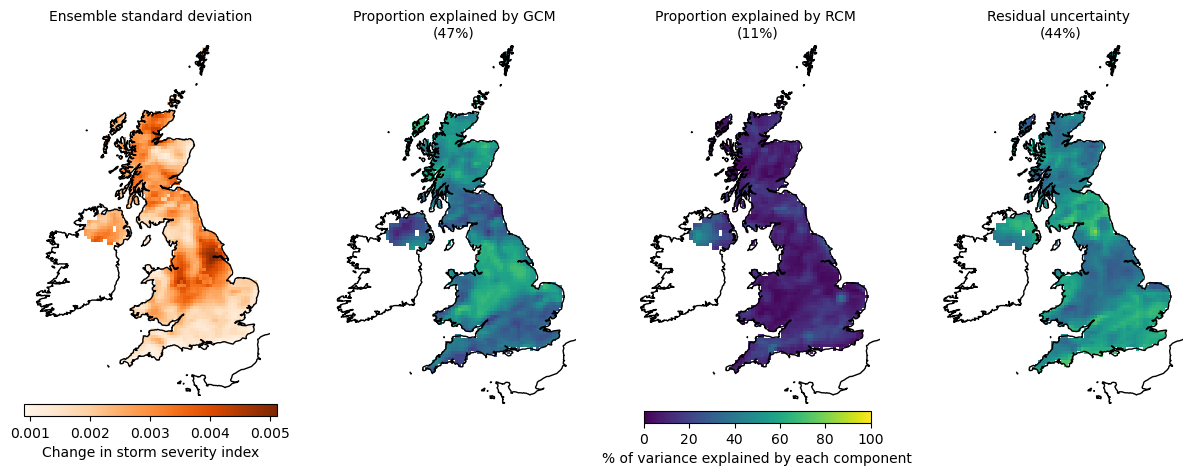 Ensemble standard deviation
Proportion explained by GCM
(47%)
Proportion explained by RCM
(11%)
Residual uncertainty
(44%)
0.001 0.002 0.003 0.004 0.005
Change in storm severity index
0 20 40 60 80 100
% of variance explained by each component